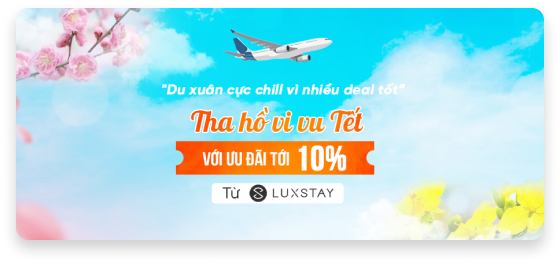 "Du xuân cực chill vì nhiều deal tốt"
Tha hồ vi vu Tết
VỚI ƯU ĐÃI TỚI 10%
Từ LUXSTAY